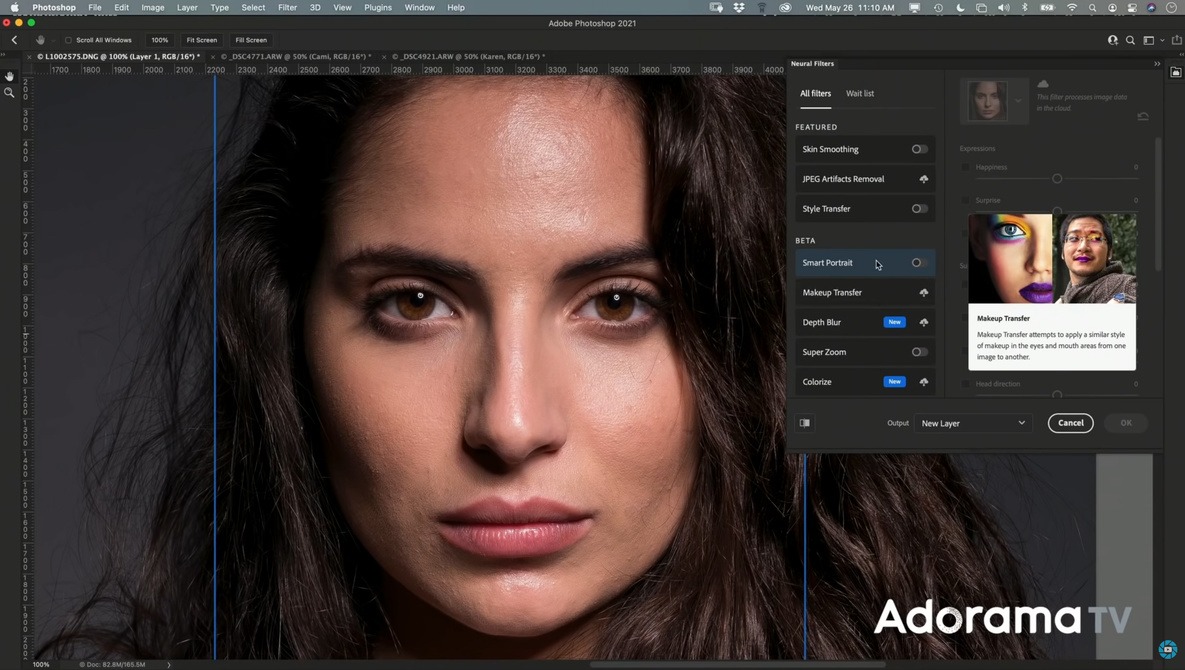 Photoshop File Edit Image Layer Type Select Filter 3D View Plugins Window Help Wed May 26 11:10 AM
Adobe Photoshop 2021
Scroll All Windows 100% Fit Screen Fill Screen
× © L1002575.DNG @ 100% (Layer 1, RGB/16*) * × © _DSC4771.ARW @ 50% (Cami, RGB/16*) * × © _DSC4921.ARW @ 50% (Karen, RGB/16*) *
1700 1800 1900 2000 2100 2200 2300 2400 2500 2600 2700 2800 2900 3000 3100 3200 3300 3400 3500 3600 3700 3800 3900 4000
Neural Filters
All filters Wait list
This filter processes image data
in the cloud.
FEATURED
Skin Smoothing
JPEG Artifacts Removal
Style Transfer
BETA
Smart Portrait
Makeup Transfer
Depth Blur New
Super Zoom
Colorize New
Expressions
Happiness 0
Surprise 0
Makeup Transfer
Makeup Transfer attempts to apply a similar style
of makeup in the eyes and mouth areas from one
image to another.
Head direction 0
Output New Layer Cancel OK
Adorama TV
100% Doc: 82.8M/165.5M